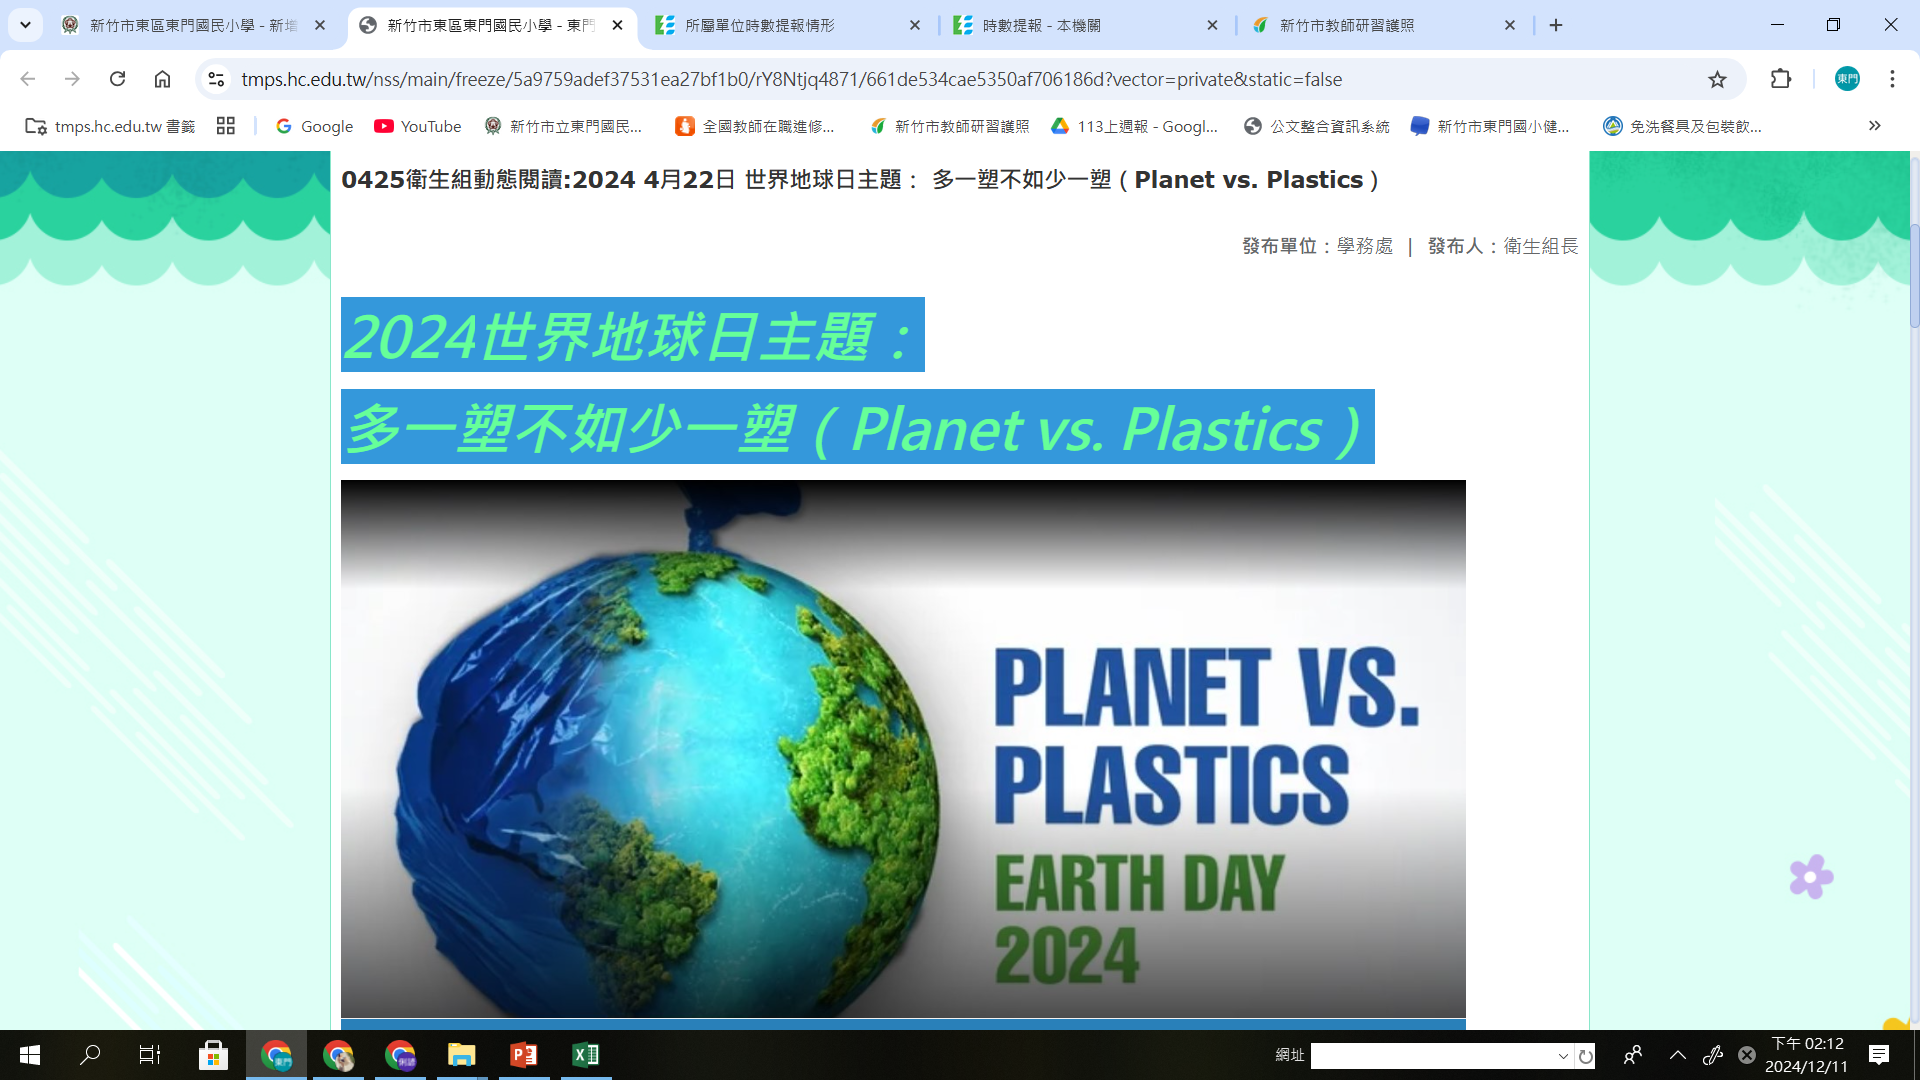 新竹市東區東門國民小學 - 新增
新竹市東區東門國民小學 - 東門
所屬單位時數提報情形
時數提報 - 本機關
新竹市教師研習護照
tmps.hc.edu.tw/nss/main/freeze/5a9759adef37531ea27bf1b0/rY8Ntjq4871/661de534cae5350af706186d?vector=private&static=false
東門
tmps.hc.edu.tw 書籤
Google
YouTube
新竹市立東門國民...
全國教師在職進修...
新竹市教師研習護照
113上週報 - Googl...
公文整合資訊系統
新竹市東門國小健...
免洗餐具及包裝飲...
0425衛生組動態閱讀:2024 4月22日 世界地球日主題： 多一塑不如少一塑（Planet vs. Plastics）
發布單位：學務處 | 發布人：衛生組長
2024世界地球日主題：
多一塑不如少一塑（Planet vs. Plastics）
PLANET VS.
PLASTICS
EARTH DAY
2024
網址
下午 02:12
2024/12/11